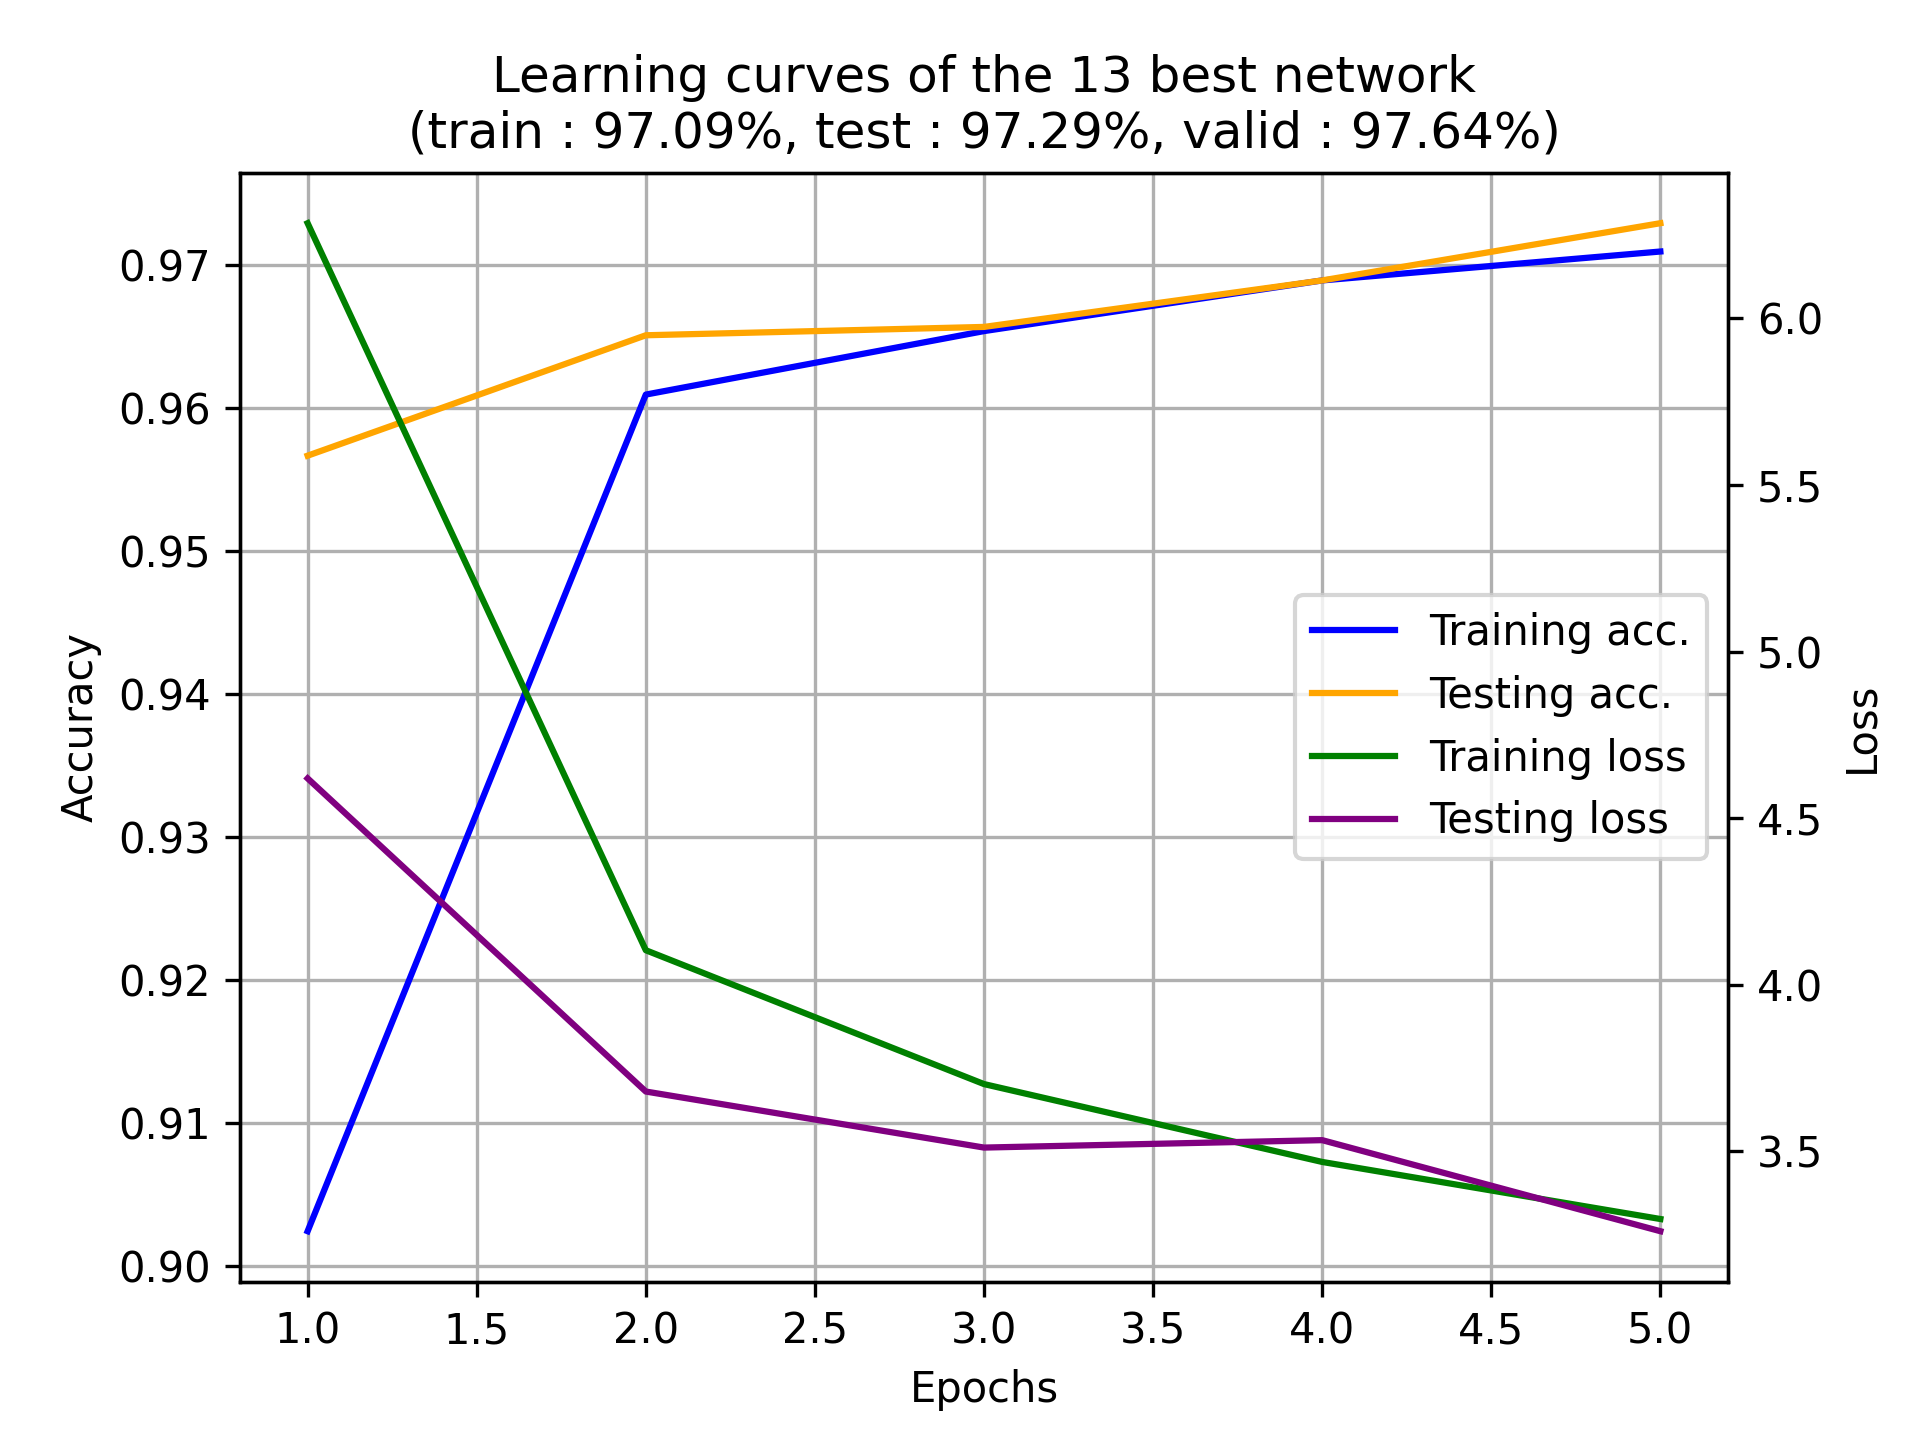 Learning curves of the 13 best network
(train : 97.09%, test : 97.29%, valid : 97.64%)
0.97
0.96
0.95
0.94
0.93
0.92
0.91
0.90
Accuracy
6.0
5.5
5.0
4.5
4.0
3.5
Loss
Training acc.
Testing acc.
Training loss
Testing loss
1.0 1.5 2.0 2.5 3.0 3.5 4.0 4.5 5.0
Epochs